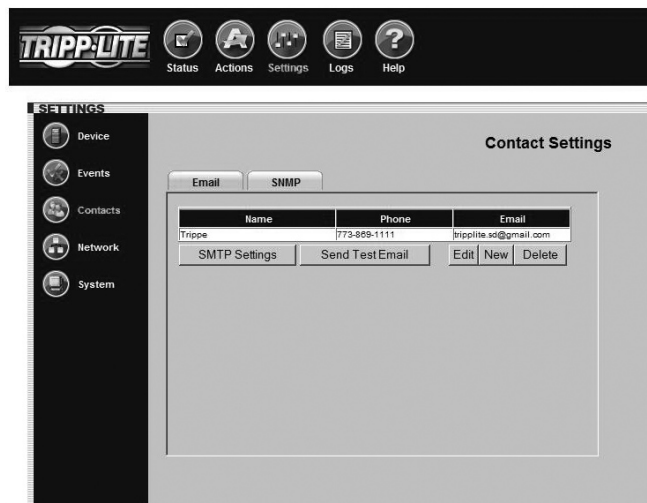 TRIPP·LITE
Status Actions Settings Logs Help
SETTINGS
Device
Events
Contacts
Network
System
Contact Settings
Email SNMP
Name Phone Email
Trippe 773-869-1111 tripplite.sd@gmail.com
SMTP Settings Send Test Email Edit New Delete